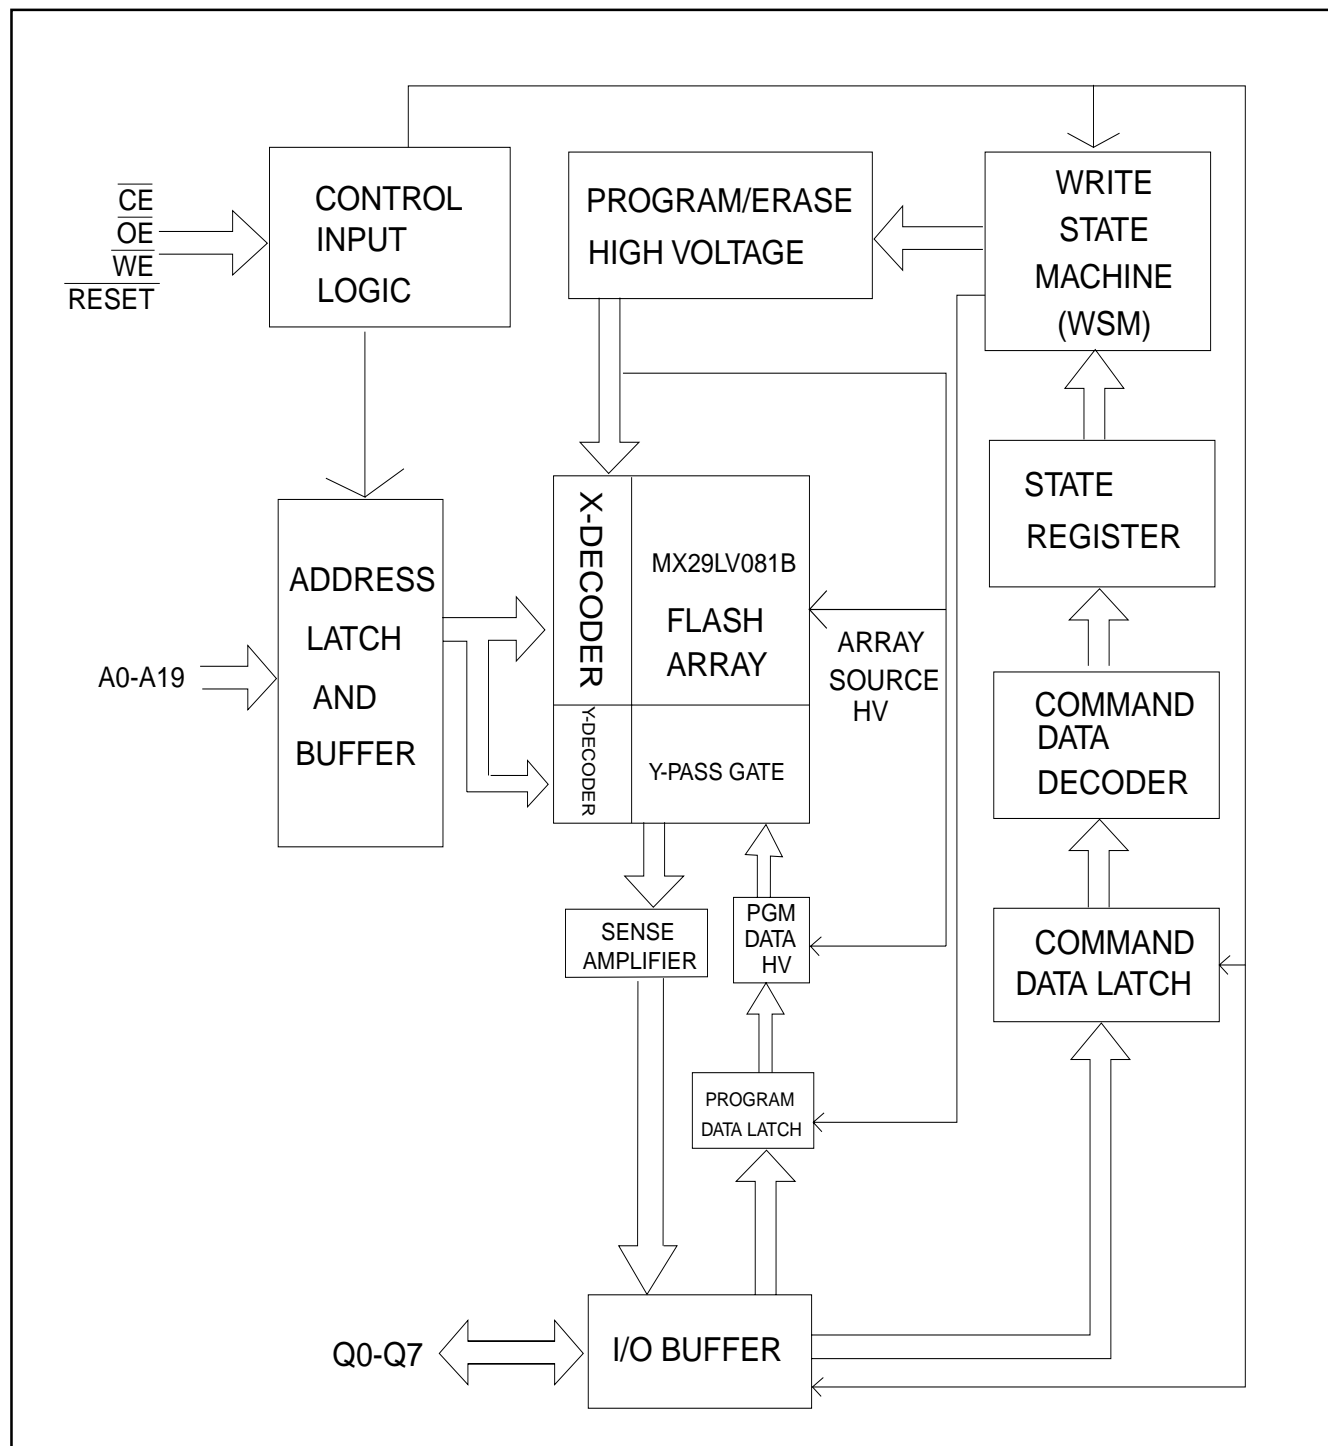 CE
OE
WE
RESET
CONTROL
INPUT
LOGIC
PROGRAM/ERASE
HIGH VOLTAGE
WRITE
STATE
MACHINE
(WSM)
STATE
REGISTER
A0-A19
ADDRESS
LATCH
AND
BUFFER
X-DECODER
MX29LV081B
FLASH
ARRAY
Y-DECODER
Y-PASS GATE
ARRAY
SOURCE
HV
COMMAND
DATA
DECODER
SENSE
AMPLIFIER
PGM
DATA
HV
COMMAND
DATA LATCH
PROGRAM
DATA LATCH
Q0-Q7
I/O BUFFER